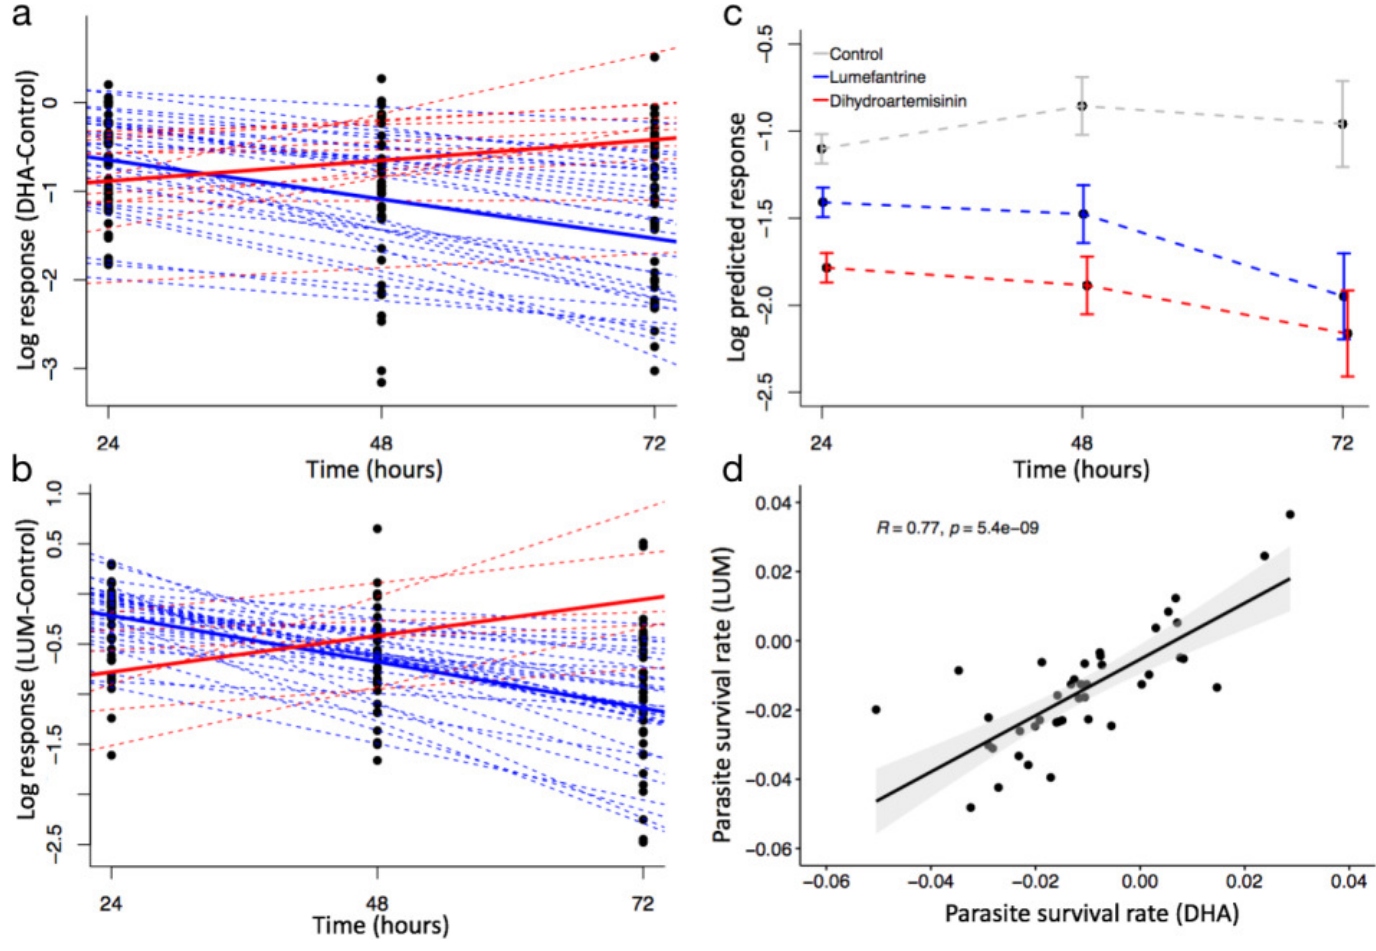 a
Log response (DHA-Control)
0
−1
−2
−3
24
48
72
Time (hours)
b
Log response (LUM-Control)
1.0
0.5
−0.5
−1.5
−2.5
24
48
72
Time (hours)
c
Log predicted response
−0.5
−1.0
−1.5
−2.0
−2.5
Control
Lumefantrine
Dihydroartemisinin
24
48
72
Time (hours)
d
Parasite survival rate (LUM)
0.04
0.02
0.00
−0.02
−0.04
−0.06
R = 0.77, p = 5.4e−09
−0.06
−0.04
−0.02
0.00
0.02
0.04
Parasite survival rate (DHA)